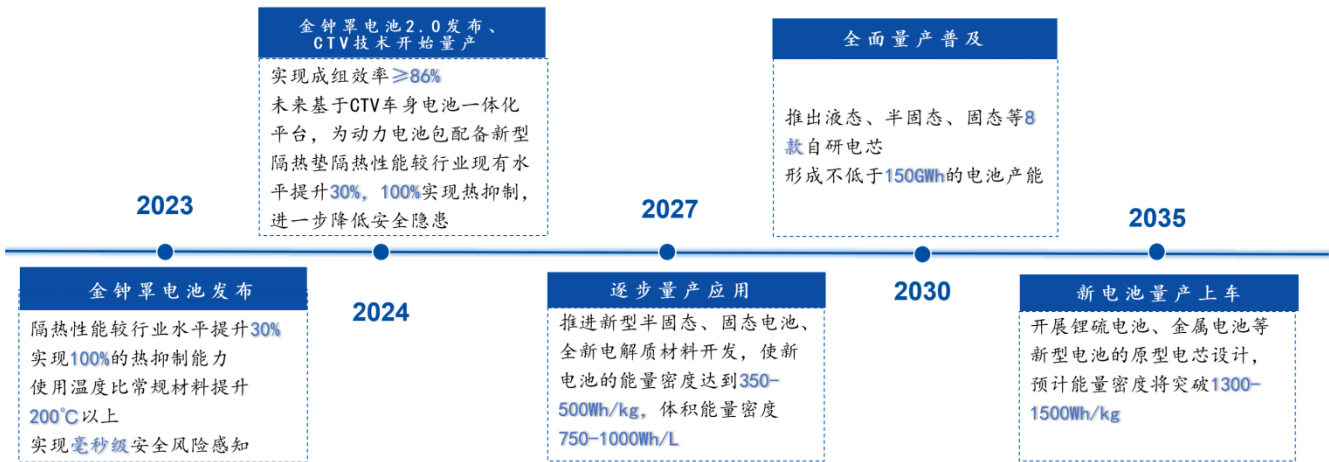 2023
金钟罩电池发布
隔热性能较行业水平提升30%
实现100%的热抑制能力
使用温度比常规材料提升
200℃以上
实现毫秒级安全风险感知
金钟罩电池2.0发布、
CTV技术开始量产
实现成组效率≥86%
未来基于CTV车身电池一体化
平台，为动力电池包配备新型
隔热垫隔热性能较行业现有水
平提升30%，100%实现热抑制，
进一步降低安全隐患
2024
2027
逐步量产应用
推进新型半固态、固态电池、
全新电解质材料开发，使新
电池的能量密度达到350-
500Wh/kg，体积能量密度
750-1000Wh/L
全面量产普及
推出液态、半固态、固态等8
款自研电芯
形成不低于150GWh的电池产能
2030
2035
新电池量产上车
开展锂硫电池、金属电池等
新型电池的原型电芯设计，
预计能量密度将突破1300-
1500Wh/kg